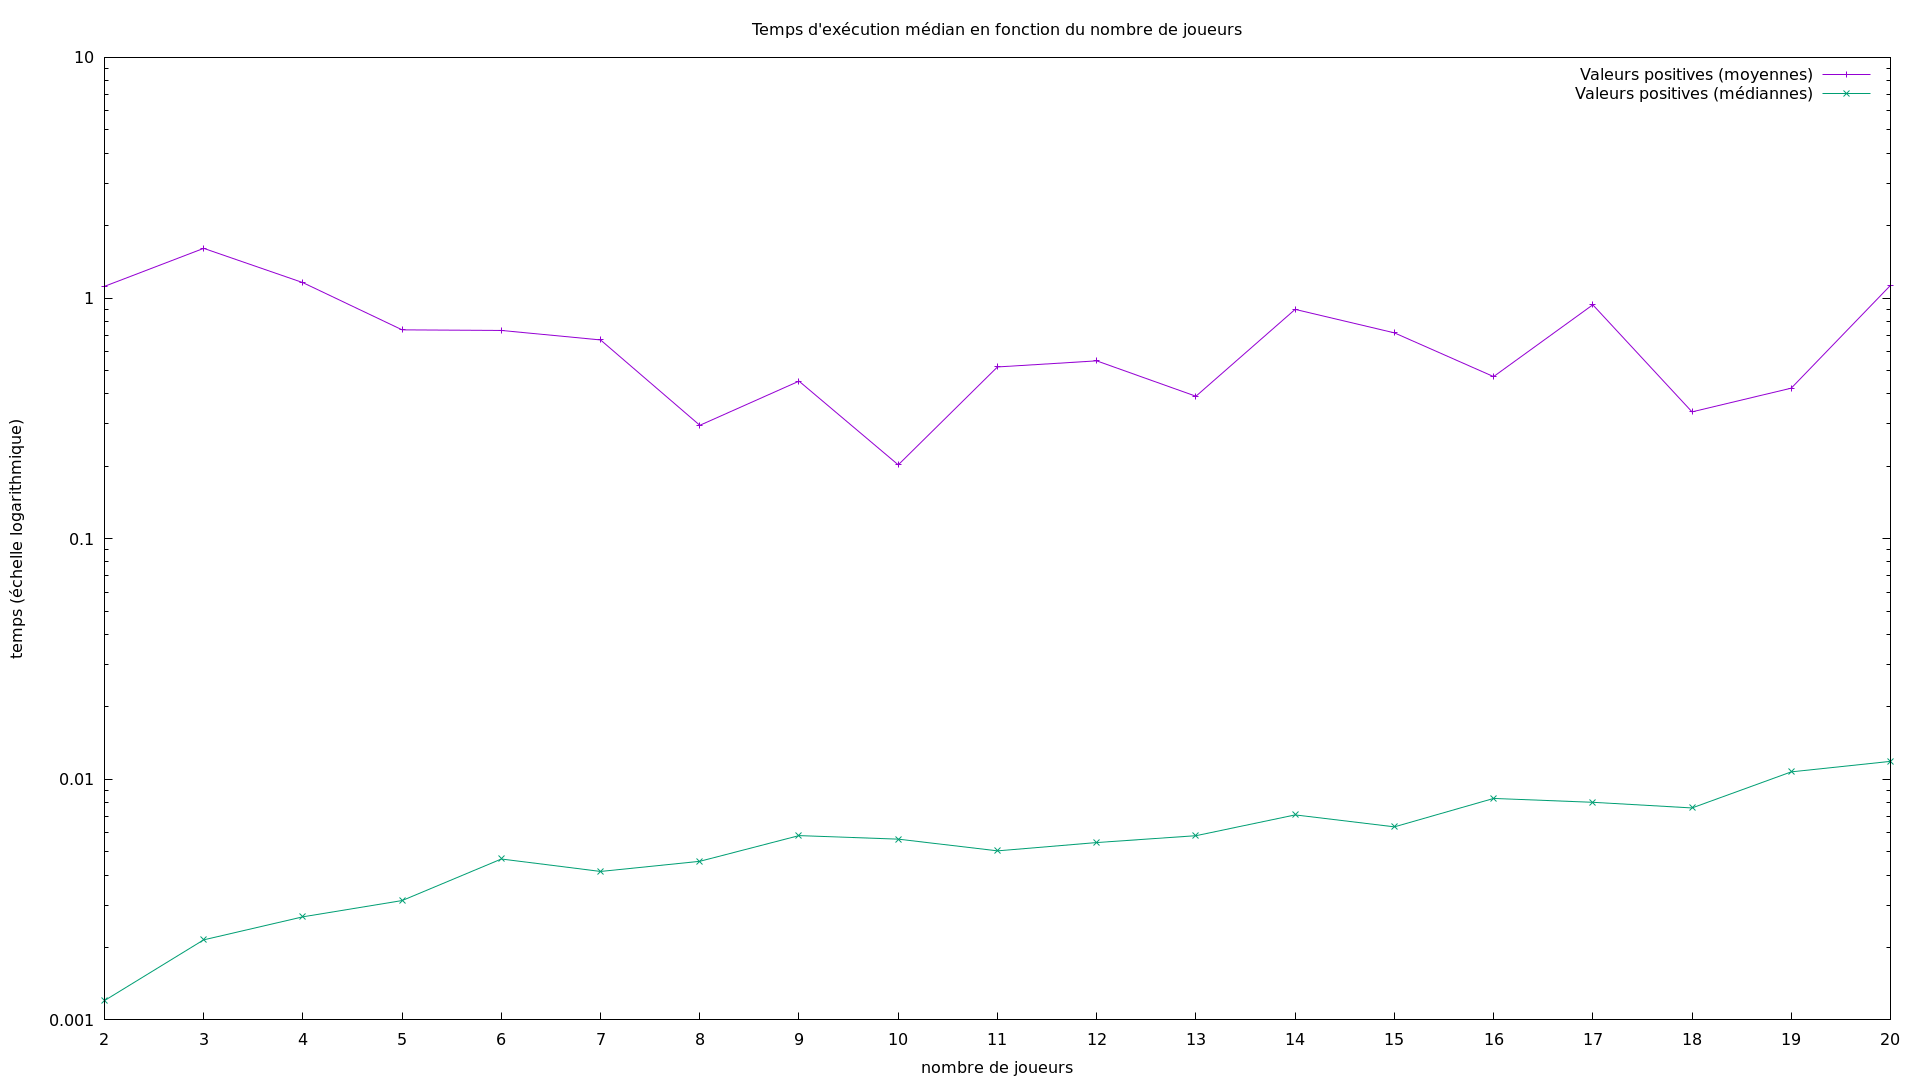 Temps d'exécution médian en fonction du nombre de joueurs
Valeurs positives (moyennes)
Valeurs positives (médiannes)
temps (échelle logarithmique)
10
1
0.1
0.01
0.001
2 3 4 5 6 7 8 9 10 11 12 13 14 15 16 17 18 19 20
nombre de joueurs